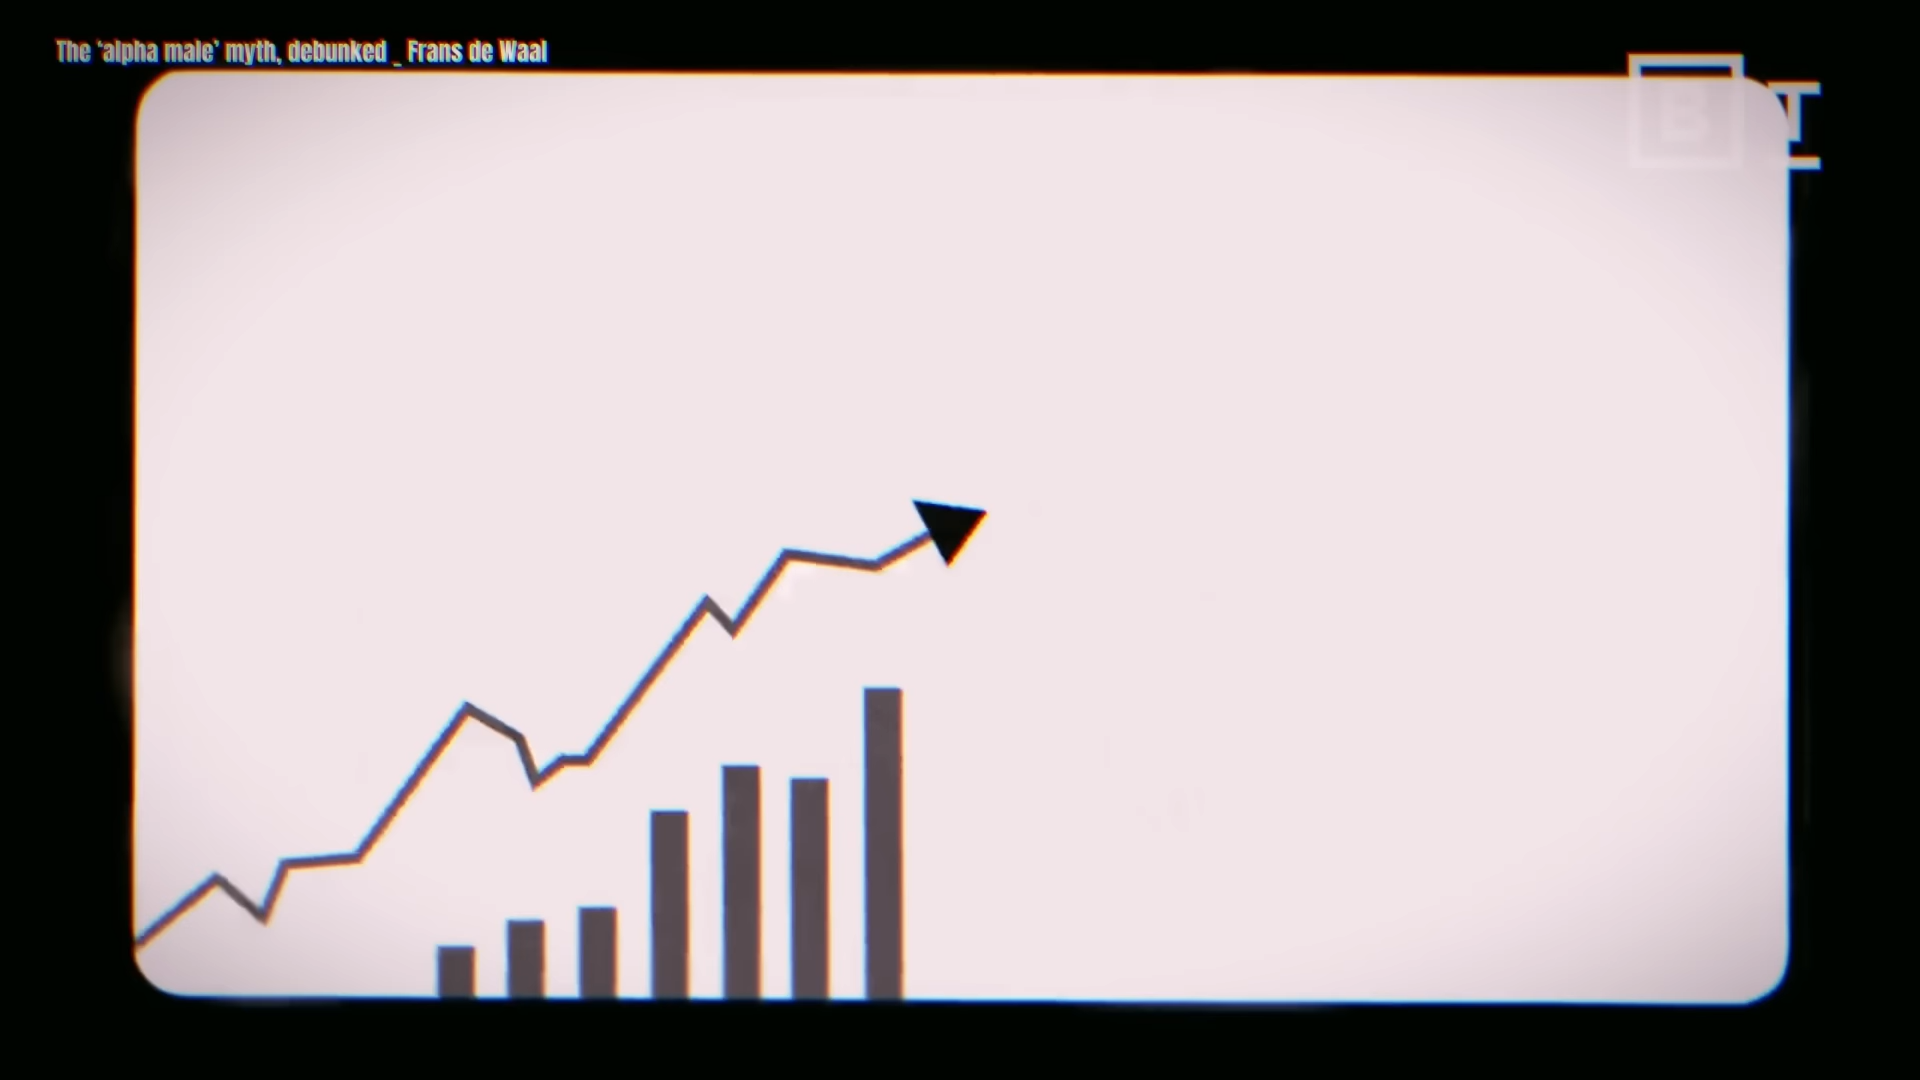 The ‘alpha male’ myth, debunked _ Frans de Waal
B T